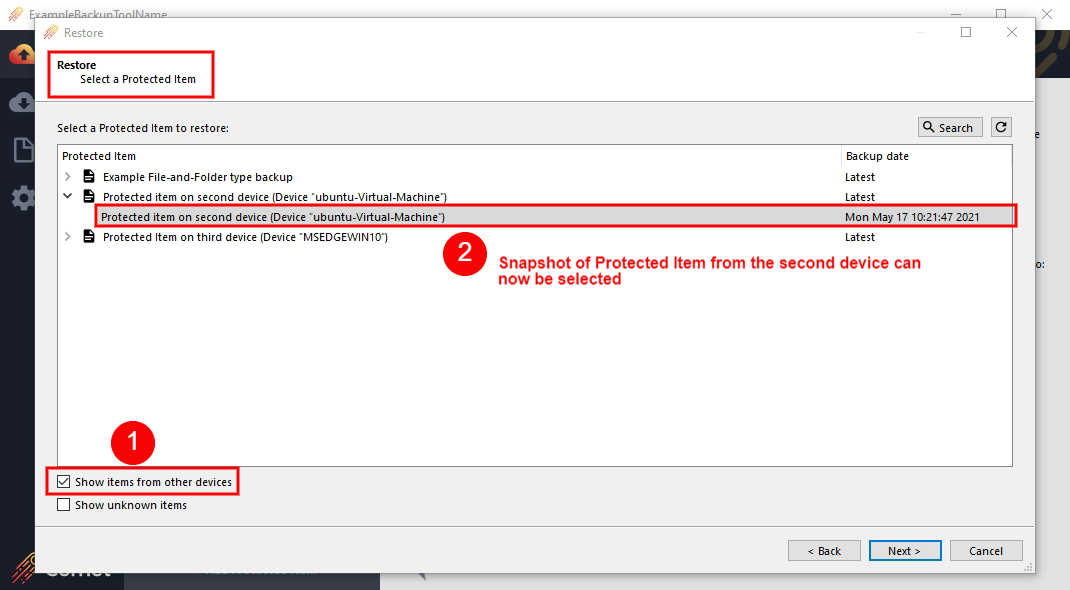 ExampleBackupToolName
Restore
Restore
Select a Protected Item
Select a Protected Item to restore:
Search
Protected Item Backup date
Example File-and-Folder type backup Latest
Protected item on second device (Device "ubuntu-Virtual-Machine") Latest
Protected item on second device (Device "ubuntu-Virtual-Machine") Mon May 17 10:21:47 2021
Protected Item on third device (Device "MSEDGEWIN10") Latest
2
Snapshot of Protected Item from the second device can
now be selected
1
Show items from other devices
Show unknown items
< Back Next > Cancel